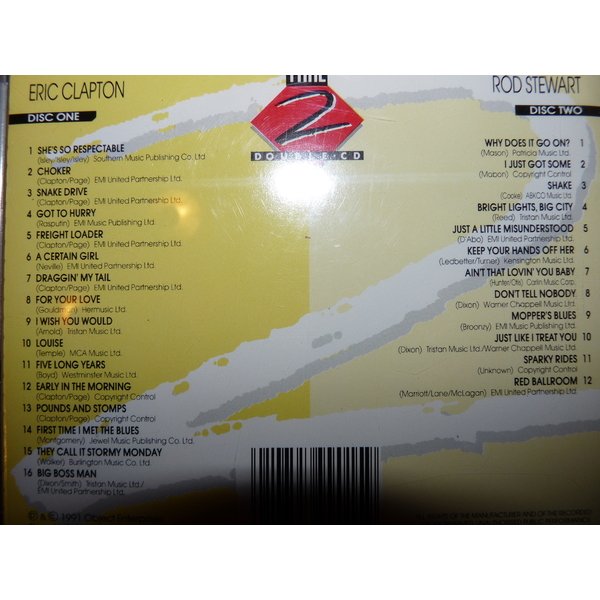 ERIC CLAPTON
DISC ONE
1 SHE'S SO RESPECTABLE
(Isley/Isley/Isley) Southern Music Publishing Co. Ltd
2 CHOKER
(Clapton/Page) EMI United Partnership Ltd.
3 SNAKE DRIVE
(Clapton/Page) EMI United Partnership Ltd.
4 GOT TO HURRY
(Rasputin) EMI Music Publishing Ltd
5 FREIGHT LOADER
(Clapton/Page) EMI United Partnership Ltd.
6 A CERTAIN GIRL
(Neville) EMI United Partnership Ltd.
7 DRAGGIN' MY TAIL
(Clapton/Page) EMI United Partnership Ltd.
8 FOR YOUR LOVE
(Gouldman) Hermusic Ltd.
9 I WISH YOU WOULD
(Arnold) Tristan Music Ltd.
10 LOUISE
(Temple) MCA Music Ltd.
11 FIVE LONG YEARS
(Boyd) Westminster Music Ltd.
12 EARLY IN THE MORNING
(Clapton/Page) Copyright Control
13 POUNDS AND STOMPS
(Clapton/Page) Copyright Control
14 FIRST TIME I MET THE BLUES
(Montgomery) Jewel Music Publishing Co. Ltd.
15 THEY CALL IT STORMY MONDAY
(Walker) Burlington Music Co. Ltd.
16 BIG BOSS MAN
(Dixon/Smith) Tristan Music Ltd./
EMI United Partnership Ltd.
℗ & © 1991 Object Enterprises
2
DOUBLE·CD
ROD STEWART
DISC TWO
WHY DOES IT GO ON? 1
(Mason) Patricia Music Ltd.
I JUST GOT SOME 2
(Mabon) Copyright Control
SHAKE 3
(Cooke) ABKCO Music Ltd.
BRIGHT LIGHTS, BIG CITY 4
(Reed) Tristan Music Ltd.
JUST A LITTLE MISUNDERSTOOD 5
(D'Abo) EMI United Partnership Ltd.
KEEP YOUR HANDS OFF HER 6
(Ledbetter/Turner) Kensington Music Ltd.
AIN'T THAT LOVIN' YOU BABY 7
(Hunter/Otis) Carlin Music Corp.
DON'T TELL NOBODY 8
(Dixon) Warner Chappell Music Ltd.
MOPPER'S BLUES 9
(Broonzy) EMI Music Publishing Ltd.
JUST LIKE I TREAT YOU 10
(Dixon) Tristan Music Ltd./Warner Chappell Music Ltd.
SPARKY RIDES 11
(Unknown) Copyright Control
RED BALLROOM 12
(Marriott/Lane/McLagan) EMI United Partnership Ltd.
OF THE MANUFACTURER AND OF THE RECORDED
PUBLIC PERFORMANCE